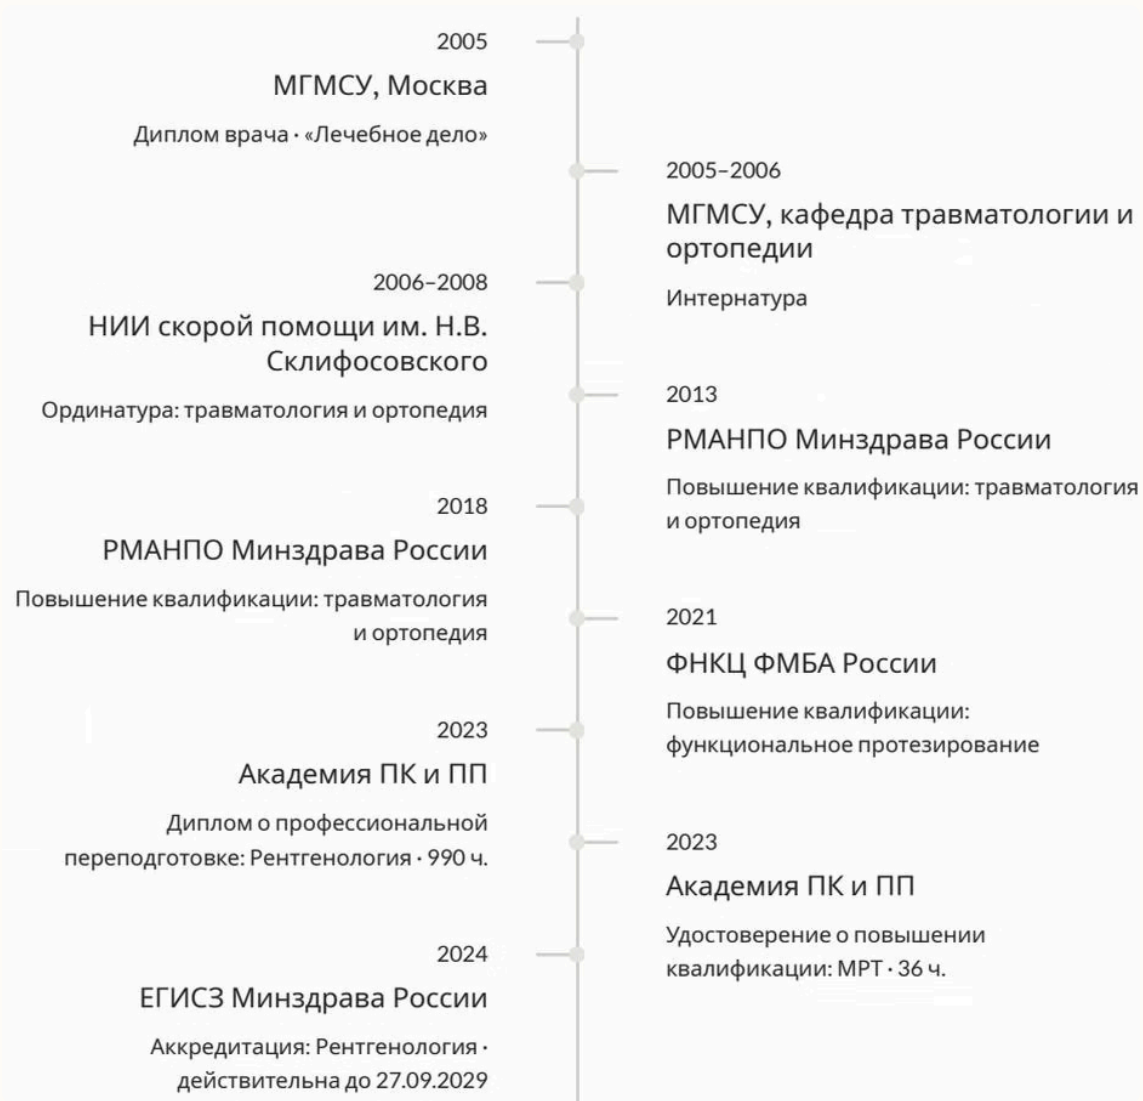 2005
МГМСУ, Москва
Диплом врача · «Лечебное дело»
2005–2006
МГМСУ, кафедра травматологии и
ортопедии
Интернатура
2006–2008
НИИ скорой помощи им. Н.В.
Склифосовского
Ординатура: травматология и ортопедия
2013
РМАНПО Минздрава России
Повышение квалификации: травматология
и ортопедия
2018
РМАНПО Минздрава России
Повышение квалификации: травматология
и ортопедия
2021
ФНКЦ ФМБА России
Повышение квалификации:
функциональное протезирование
2023
Академия ПК и ПП
Диплом о профессиональной
переподготовке: Рентгенология · 990 ч.
2023
Академия ПК и ПП
Удостоверение о повышении
квалификации: МРТ · 36 ч.
2024
ЕГИСЗ Минздрава России
Аккредитация: Рентгенология ·
действительна до 27.09.2029